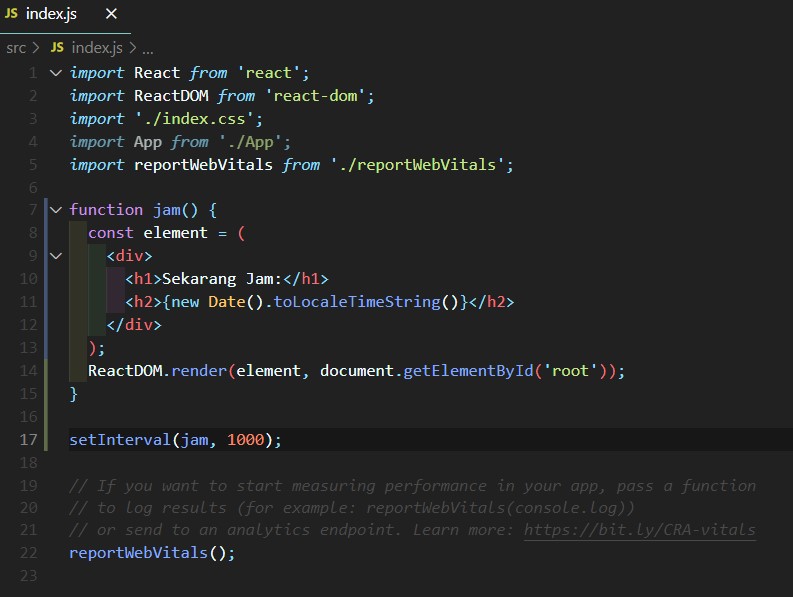 JS index.js ×
src > JS index.js > ...
1 import React from 'react';
2 import ReactDOM from 'react-dom';
3 import './index.css';
4 import App from './App';
5 import reportWebVitals from './reportWebVitals';
6
7 function jam() {
8   const element = (
9     <div>
10       <h1>Sekarang Jam:</h1>
11       <h2>{new Date().toLocaleTimeString()}</h2>
12     </div>
13   );
14   ReactDOM.render(element, document.getElementById('root'));
15 }
16
17 setInterval(jam, 1000);
18
19 // If you want to start measuring performance in your app, pass a function
20 // to log results (for example: reportWebVitals(console.log))
21 // or send to an analytics endpoint. Learn more: https://bit.ly/CRA-vitals
22 reportWebVitals();
23